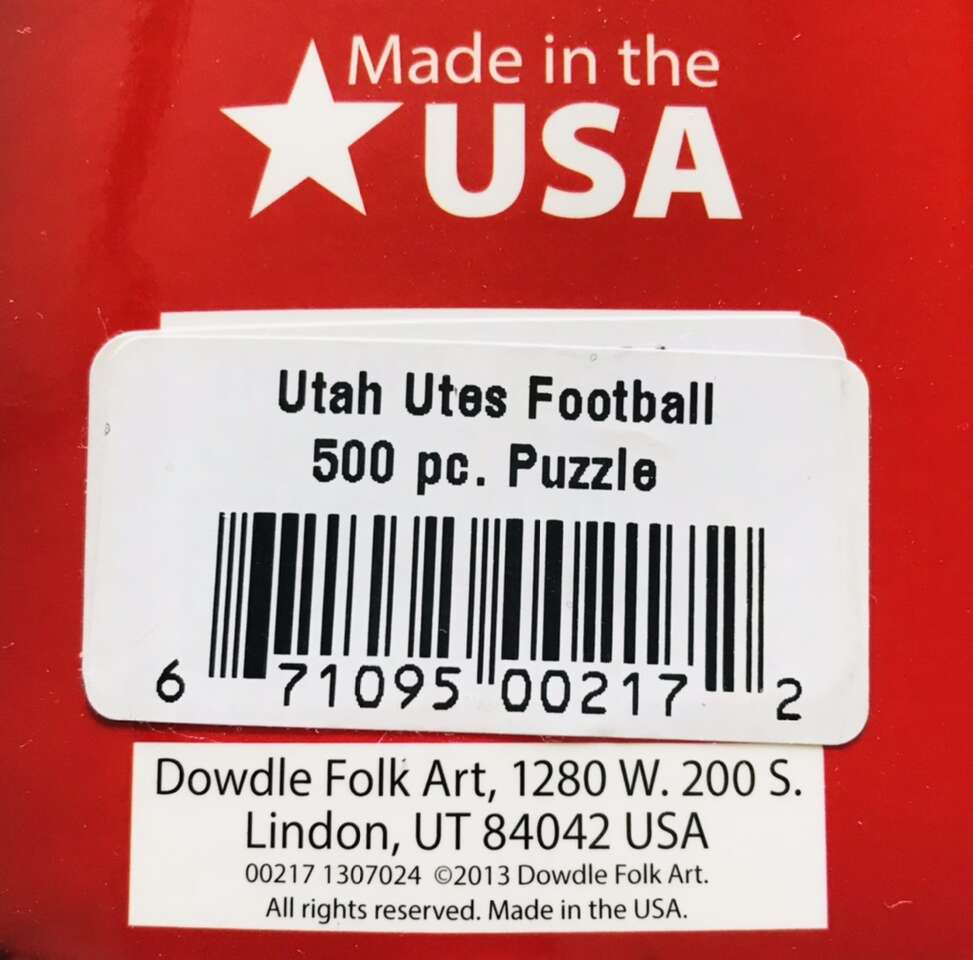 Made in the
USA
Utah Utes Football
500 pc. Puzzle
6 71095 00217 2
Dowdle Folk Art, 1280 W. 200 S.
Lindon, UT 84042 USA
00217 1307024 ©2013 Dowdle Folk Art.
All rights reserved. Made in the USA.